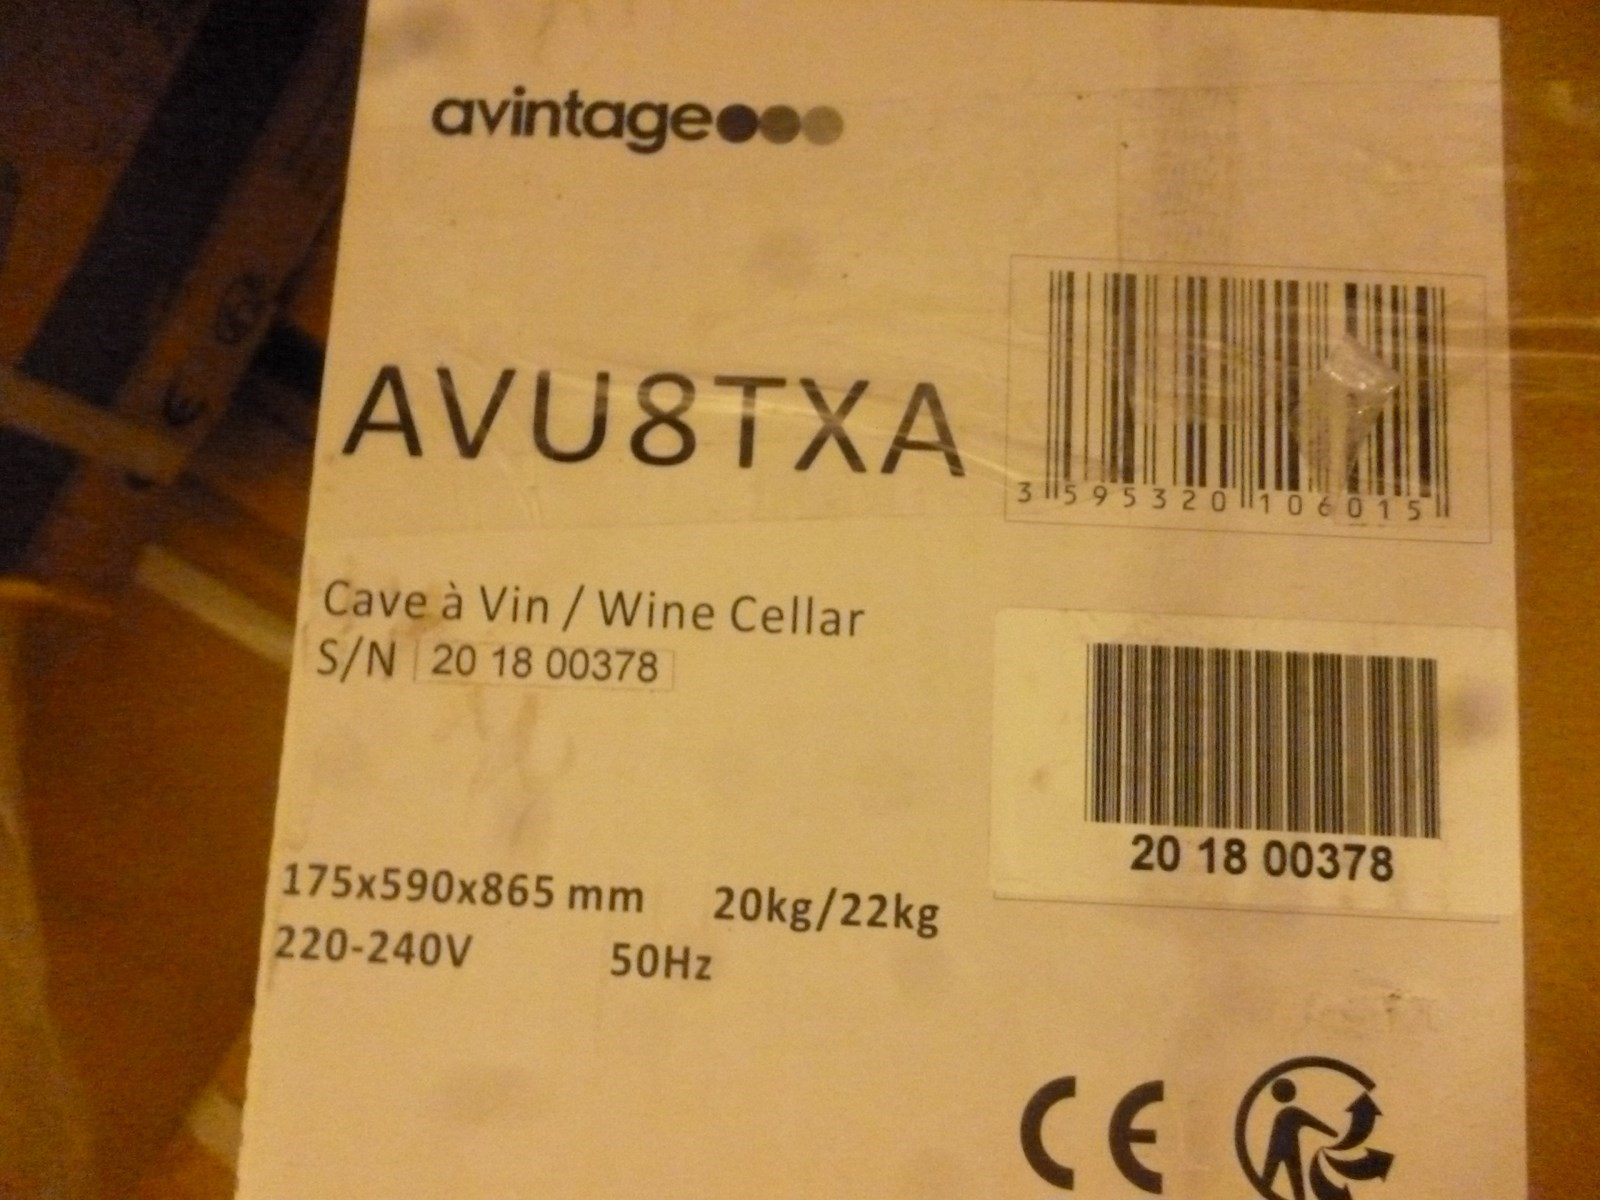 avintage
AVU8TXA
3 595320 106015
Cave à Vin / Wine Cellar
S/N 20 18 00378
20 18 00378
175x590x865 mm 20kg/22kg
220-240V 50Hz
CE